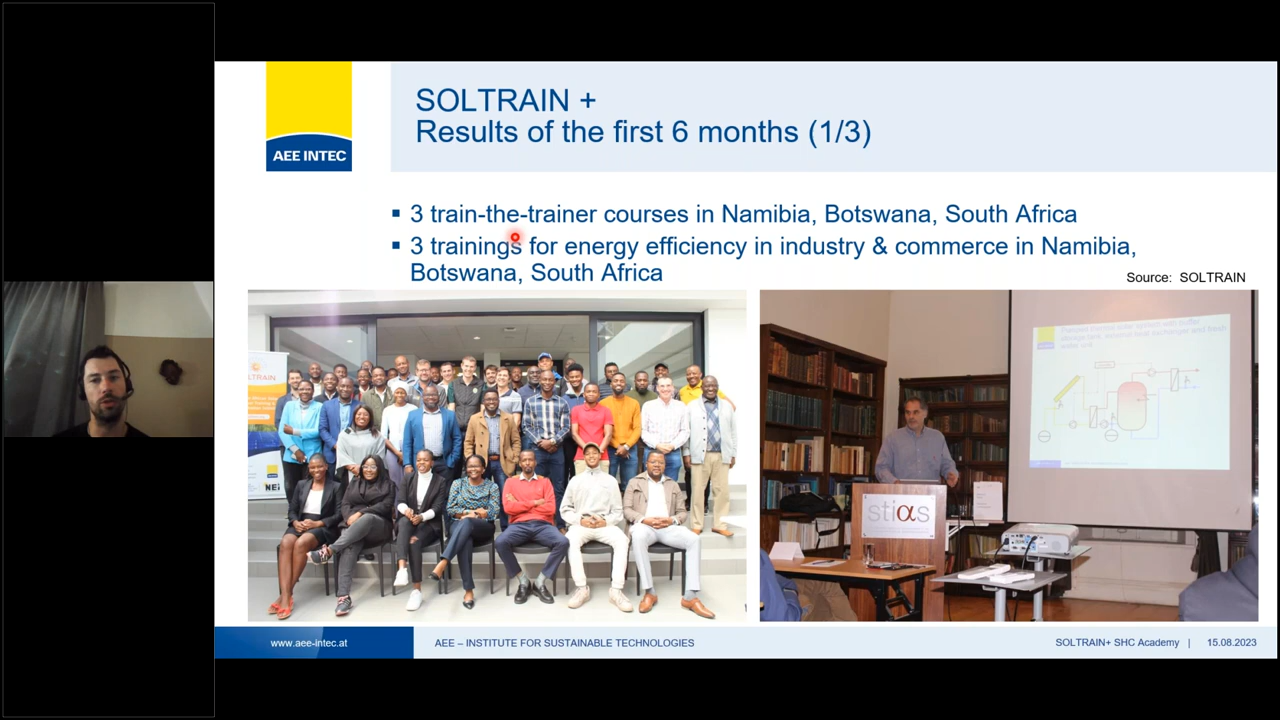 AEE INTEC
SOLTRAIN +
Results of the first 6 months (1/3)
▪ 3 train-the-trainer courses in Namibia, Botswana, South Africa
▪ 3 trainings for energy efficiency in industry & commerce in Namibia,
Botswana, South Africa
Source: SOLTRAIN
LTRAIN
stias
www.aee-intec.at
AEE – INSTITUTE FOR SUSTAINABLE TECHNOLOGIES
SOLTRAIN+ SHC Academy |
15.08.2023